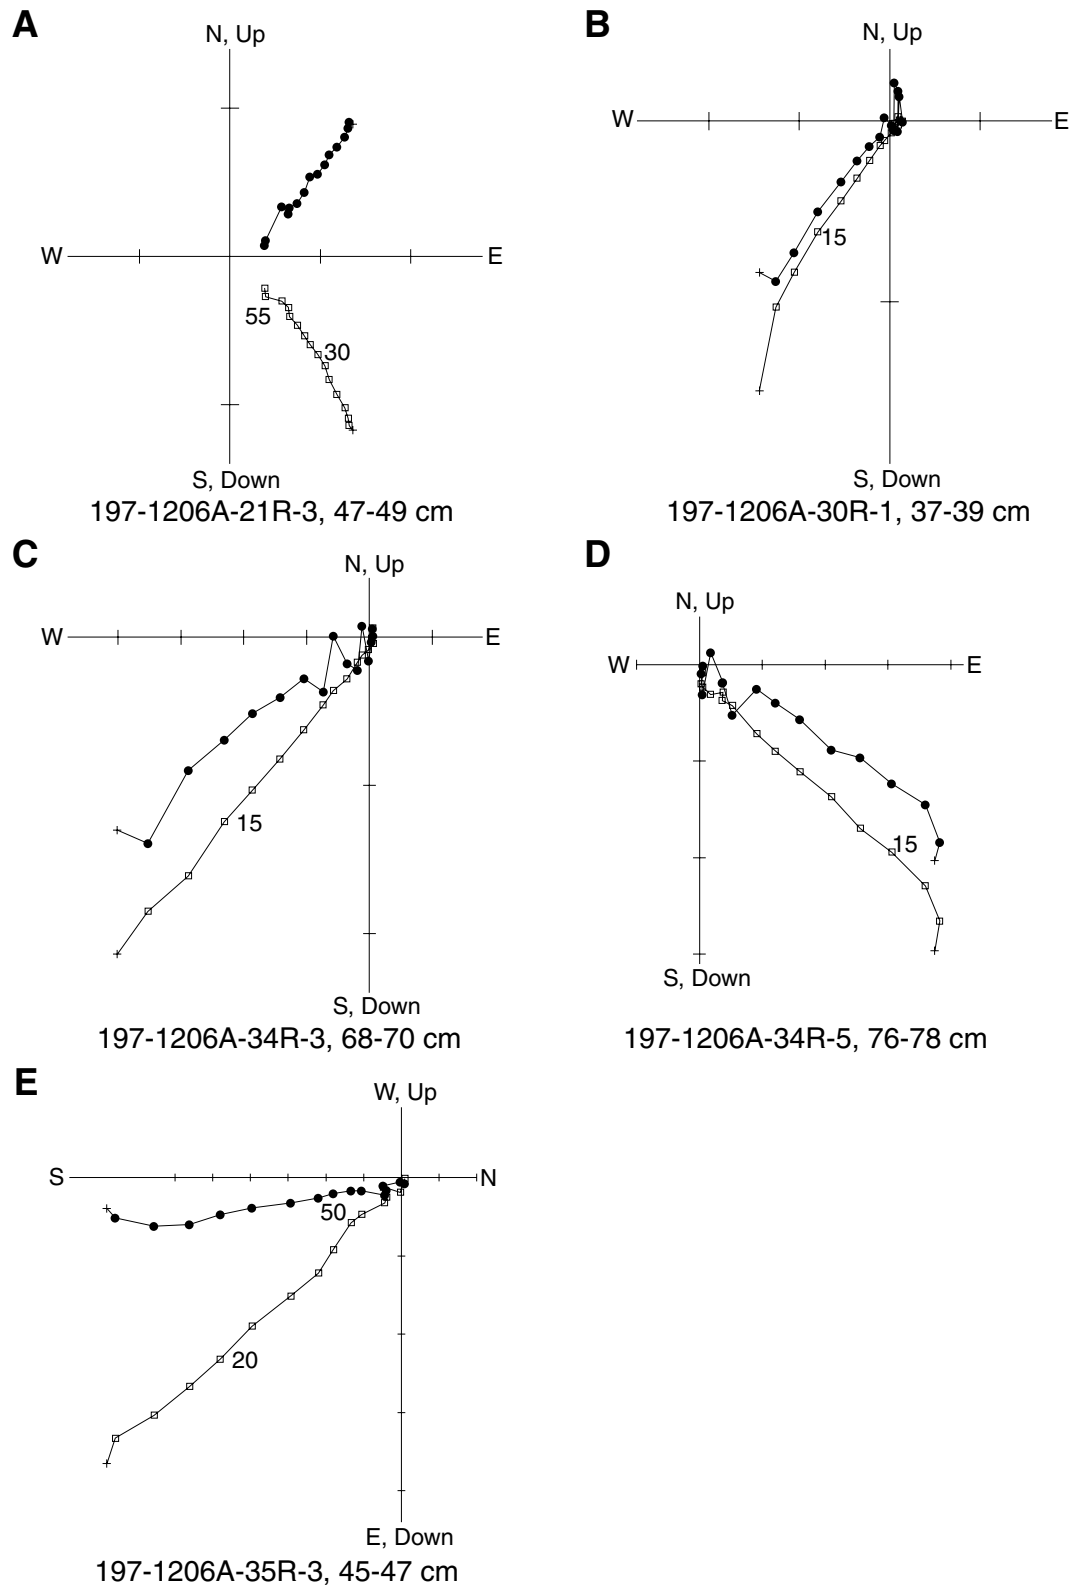 A
N, Up
W
E
55
30
S, Down
197-1206A-21R-3, 47-49 cm
B
N, Up
W
E
15
S, Down
197-1206A-30R-1, 37-39 cm
C
N, Up
W
E
15
S, Down
197-1206A-34R-3, 68-70 cm
D
N, Up
W
E
15
S, Down
197-1206A-34R-5, 76-78 cm
E
W, Up
S
N
50
20
E, Down
197-1206A-35R-3, 45-47 cm